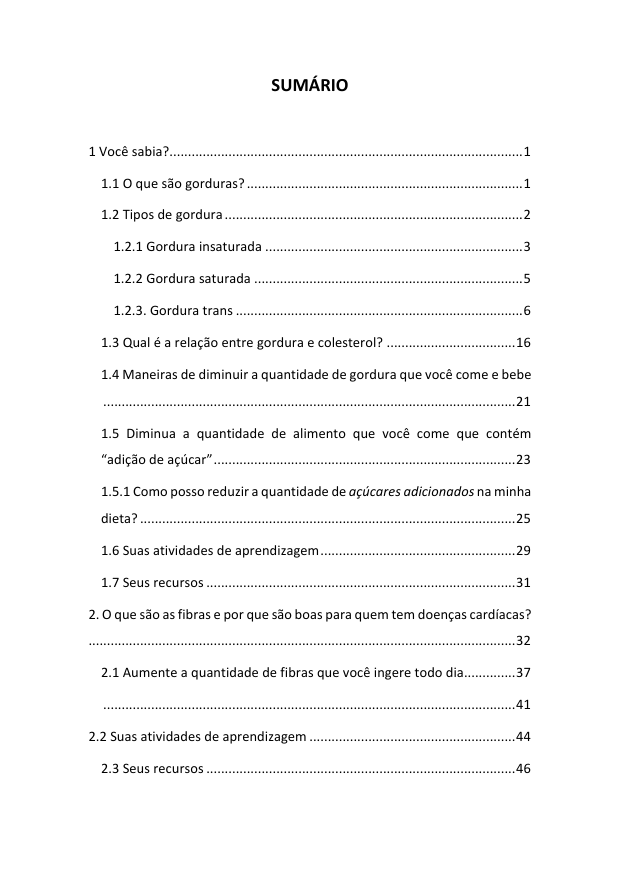 SUMÁRIO
1 Você sabia?................................................................................................1
1.1 O que são gorduras?...........................................................................1
1.2 Tipos de gordura.................................................................................2
1.2.1 Gordura insaturada ......................................................................3
1.2.2 Gordura saturada .........................................................................5
1.2.3. Gordura trans ..............................................................................6
1.3 Qual é a relação entre gordura e colesterol? ...................................16
1.4 Maneiras de diminuir a quantidade de gordura que você come e bebe
................................................................................................................21
1.5 Diminua a quantidade de alimento que você come que contém
“adição de açúcar”..................................................................................23
1.5.1 Como posso reduzir a quantidade de açúcares adicionados na minha
dieta? ......................................................................................................25
1.6 Suas atividades de aprendizagem.....................................................29
1.7 Seus recursos ....................................................................................31
2. O que são as fibras e por que são boas para quem tem doenças cardíacas?
....................................................................................................................32
2.1 Aumente a quantidade de fibras que você ingere todo dia..............37
................................................................................................................41
2.2 Suas atividades de aprendizagem ........................................................44
2.3 Seus recursos ....................................................................................46